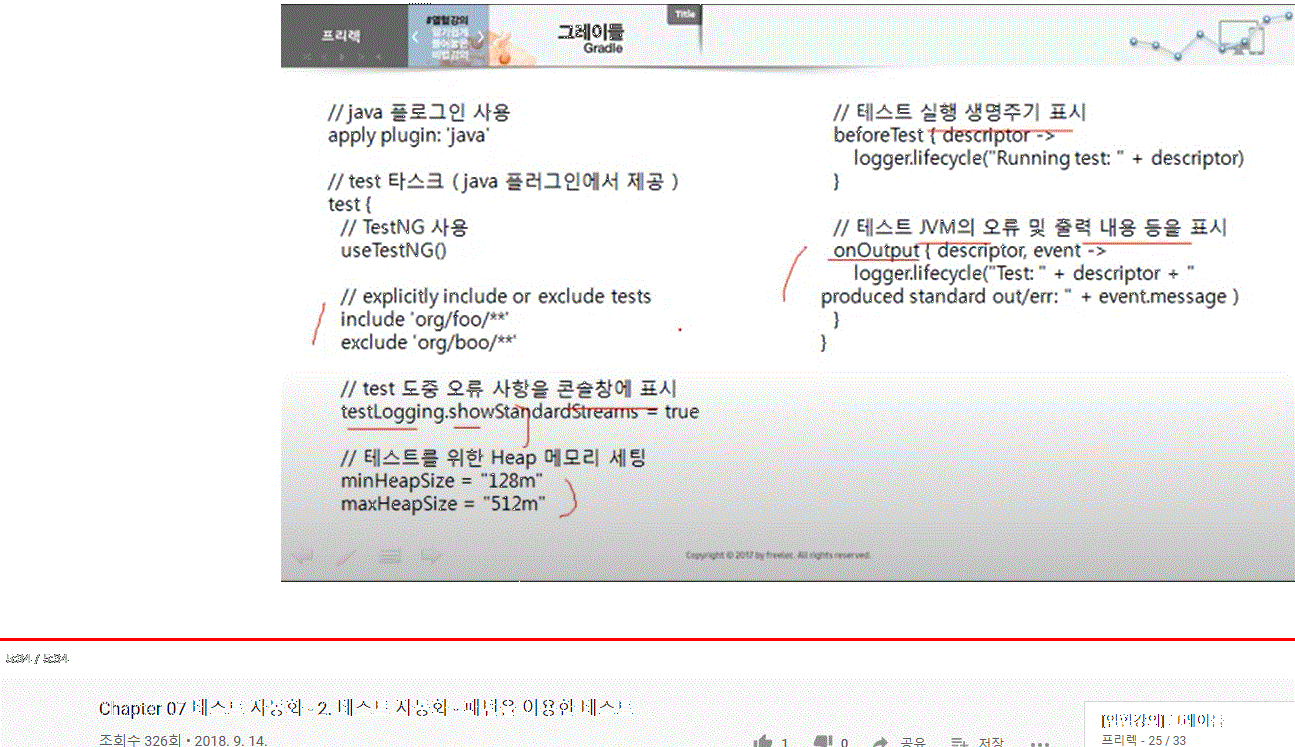 프리렉
#열혈강의
그레이들
Gradle
Title
// java 플로그인 사용
apply plugin: 'java'
// test 타스크 ( java 플러그인에서 제공 )
test {
// TestNG 사용
useTestNG()
// explicitly include or exclude tests
include 'org/foo/**'
exclude 'org/boo/**'
// test 도중 오류 사항을 콘솔창에 표시
testLogging.showStandardStreams = true
// 테스트를 위한 Heap 메모리 세팅
minHeapSize = "128m"
maxHeapSize = "512m"
// 테스트 실행 생명주기 표시
beforeTest { descriptor ->
logger.lifecycle("Running test: " + descriptor)
}
// 테스트 JVM의 오류 및 출력 내용 등을 표시
onOutput { descriptor, event ->
logger.lifecycle("Test: " + descriptor + "
produced standard out/err: " + event.message )
}
}
Copyright © 2017 by freelec. All rights reserved.
Chapter 07 테스트 자동화 - 2. 테스트 자동화 - 패턴을 이용한 테스트
조회수 326회 • 2018. 9. 14.
1
0
공유
저장
[열혈강의] 그레이들
프리렉 - 25 / 33